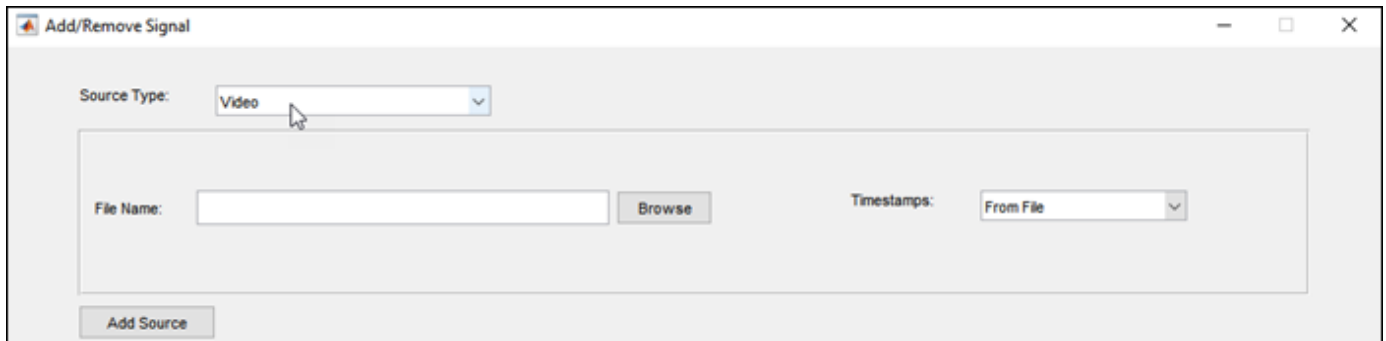 Add/Remove Signal
Source Type: Video
File Name: Browse Timestamps: From File
Add Source